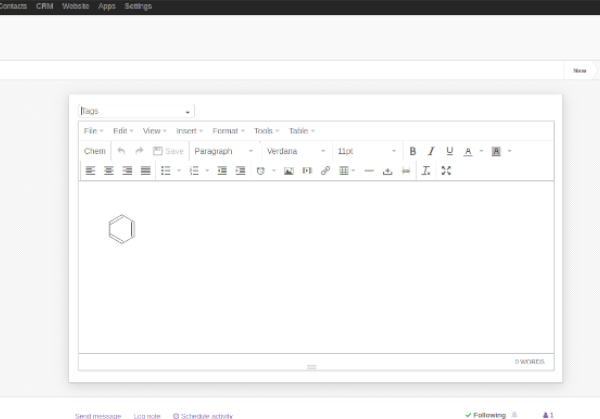 Contacts CRM Website Apps Settings
New
Tags
File Edit View Insert Format Tools Table
Chem Save Paragraph Verdana 11pt B I U A A
0 WORDS
Send message Log note Schedule activity Following 1